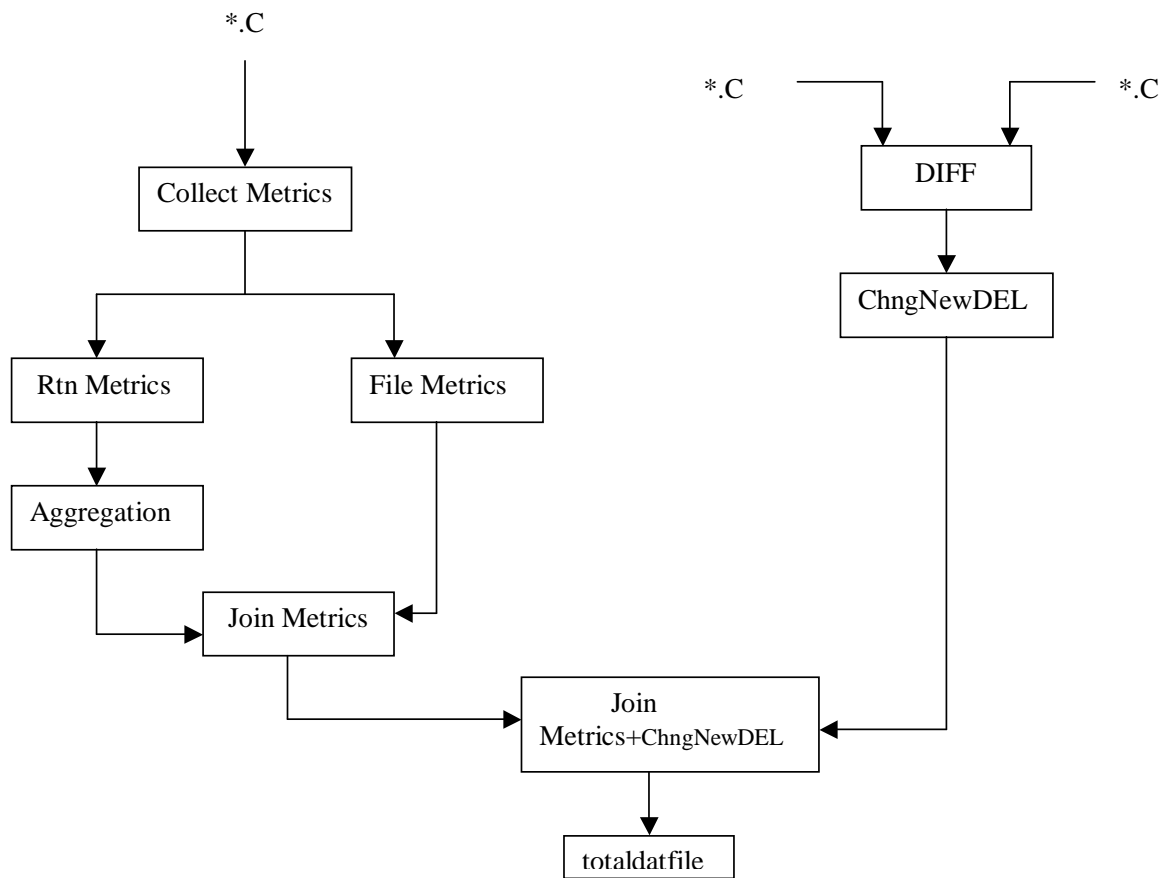 *.C
*.C
*.C
Collect Metrics
DIFF
ChngNewDEL
Rtn Metrics
File Metrics
Aggregation
Join Metrics
Join
Metrics+ChngNewDEL
totaldatfile